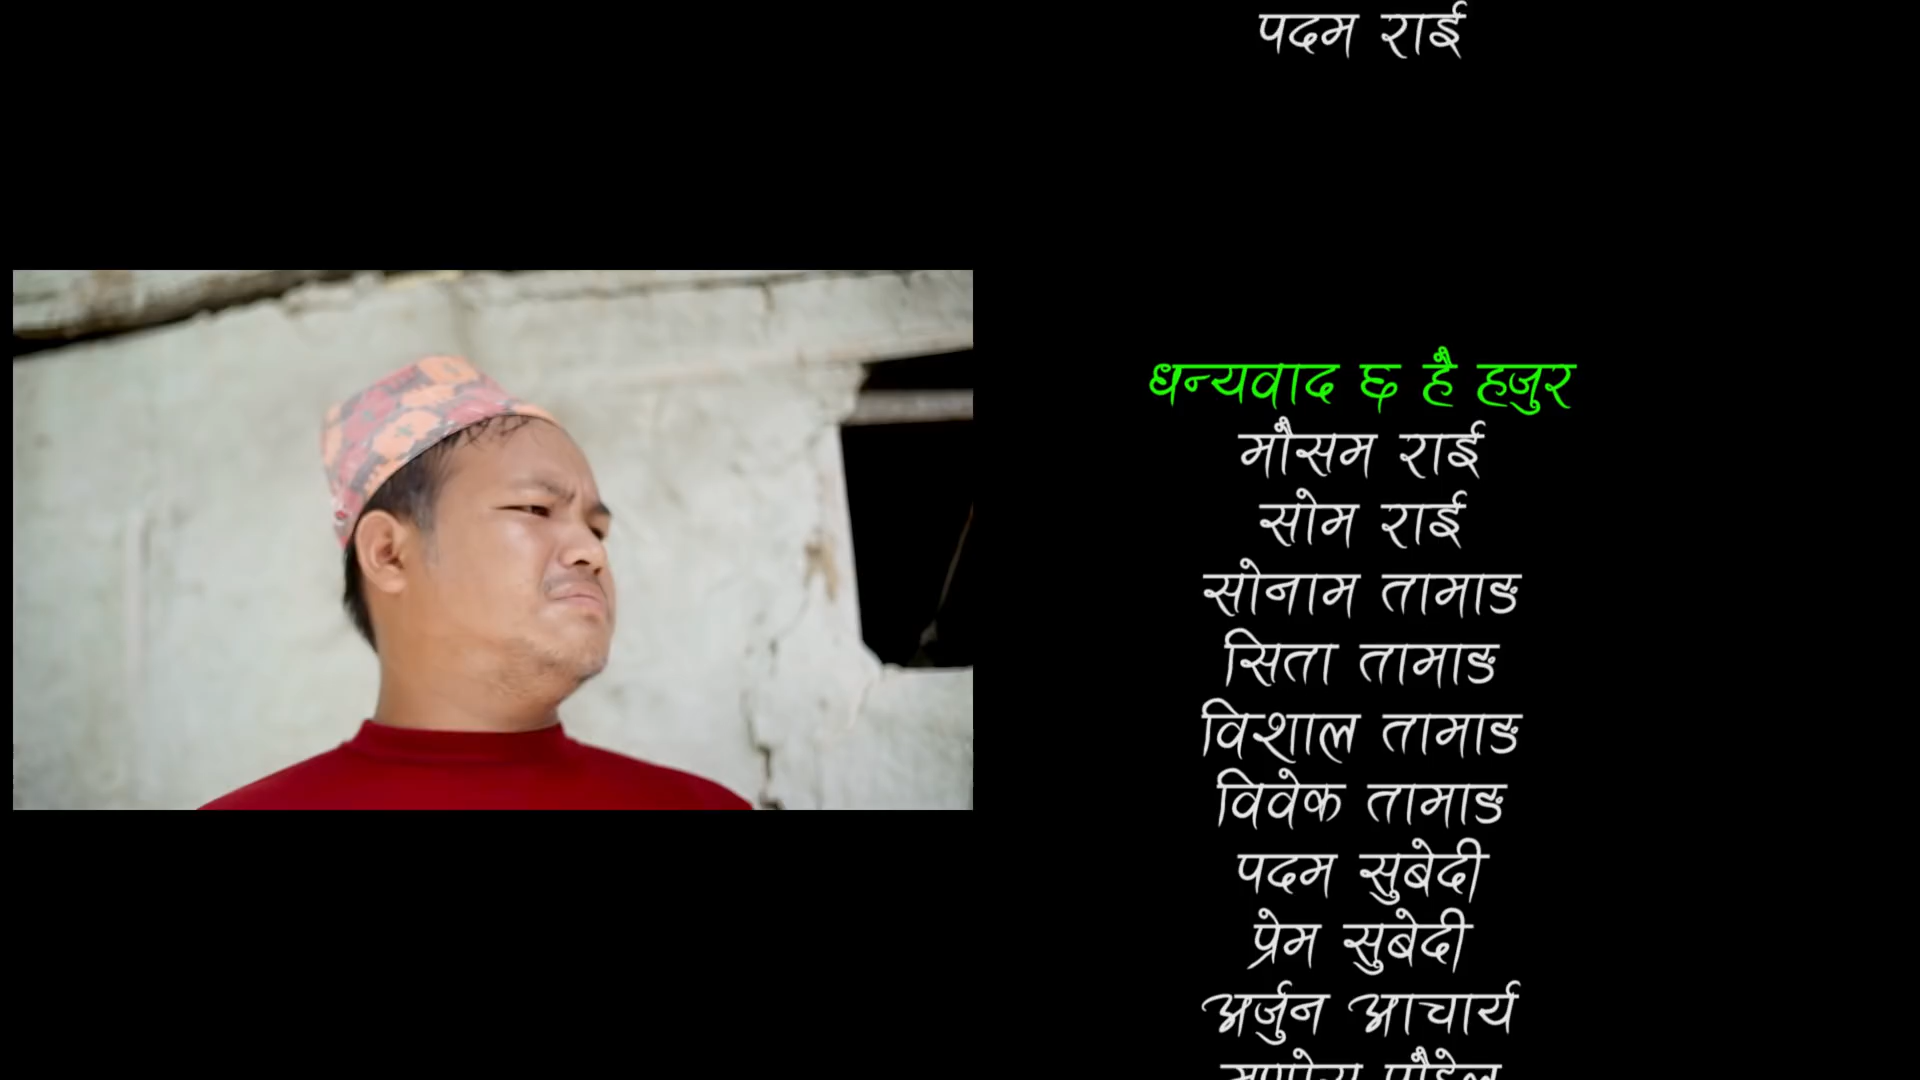 पदम राई
धन्यवाद छ है हजुर
मौसम राई
सोम राई
सोनाम तामाङ
सिता तामाङ
विशाल तामाङ
विवेक तामाङ
पदम सुबेदी
प्रेम सुबेदी
अर्जुन आचार्य
पौडेल